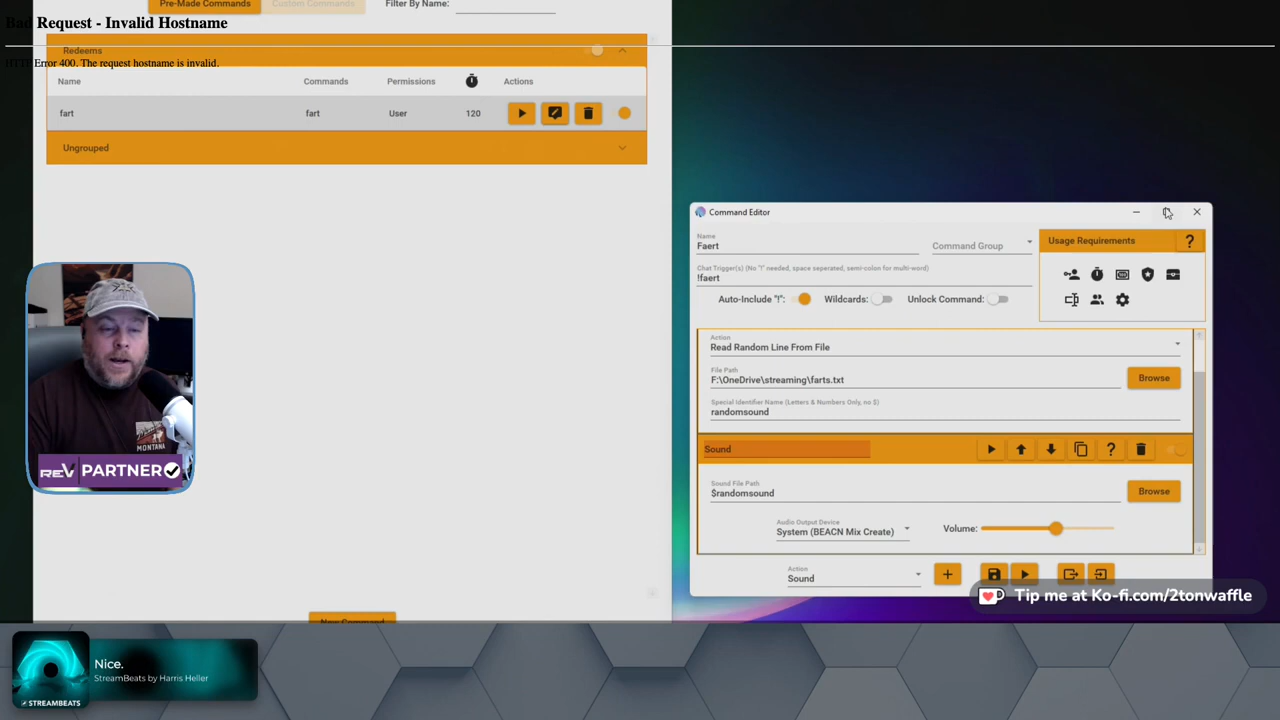 Pre-Made Commands
Custom Commands
Filter By Name:
Bad Request - Invalid Hostname
HTTP Error 400. The request hostname is invalid.
Redeems
Name
Commands
Permissions
Actions
fart
fart
User
120
Ungrouped
Command Editor
Name
Faert
Command Group
Usage Requirements
?
Chat Trigger(s) (No "!" needed, space seperated, semi-colon for multi-word)
!faert
Auto-Include "!":
Wildcards:
Unlock Command:
Action
Read Random Line From File
File Path
F:\OneDrive\streaming\farts.txt
Browse
Special Identifier Name (Letters & Numbers Only, no $)
randomsound
Sound
?
Sound File Path
$randomsound
Browse
Audio Output Device
System (BEACN Mix Create)
Volume:
Action
Sound
Tip me at Ko-fi.com/2tonwaffle
New Command
MONTANA
REV PARTNER
Nice.
StreamBeats by Harris Heller
STREAMBEATS